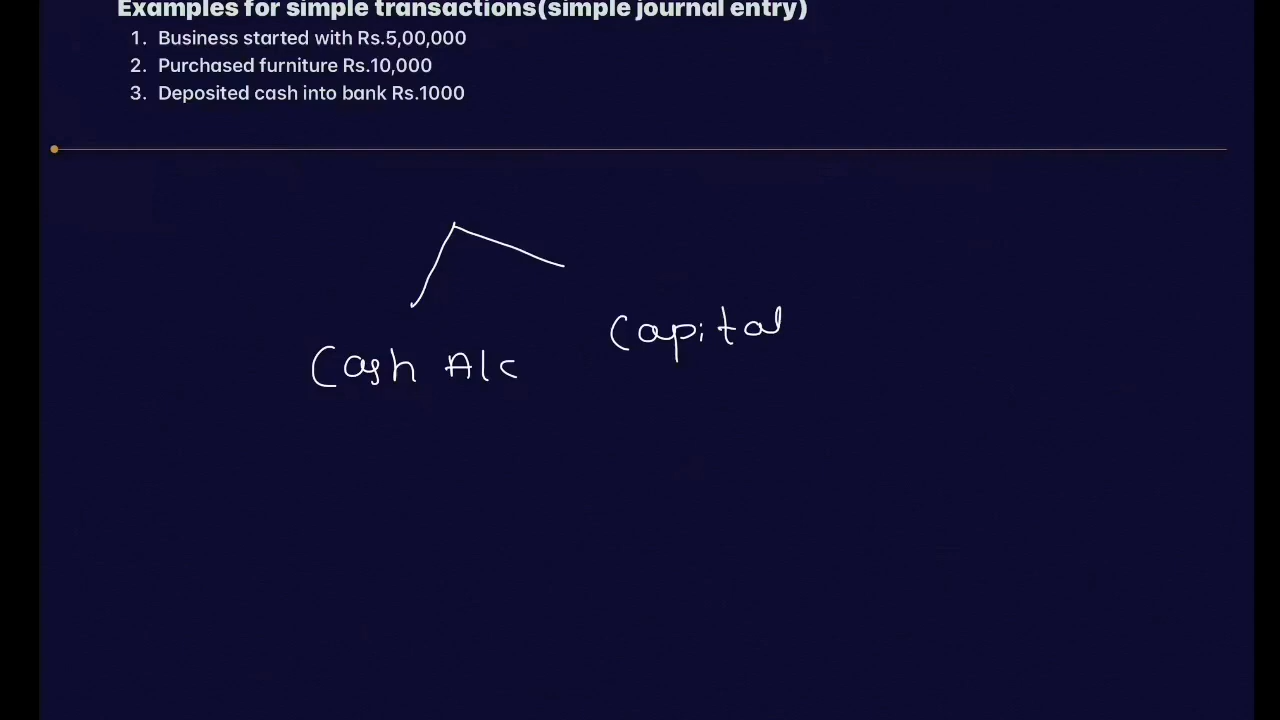 Examples for simple transactions(simple journal entry)
1. Business started with Rs.5,00,000
2. Purchased furniture Rs.10,000
3. Deposited cash into bank Rs.1000
Capital
Cash A/c